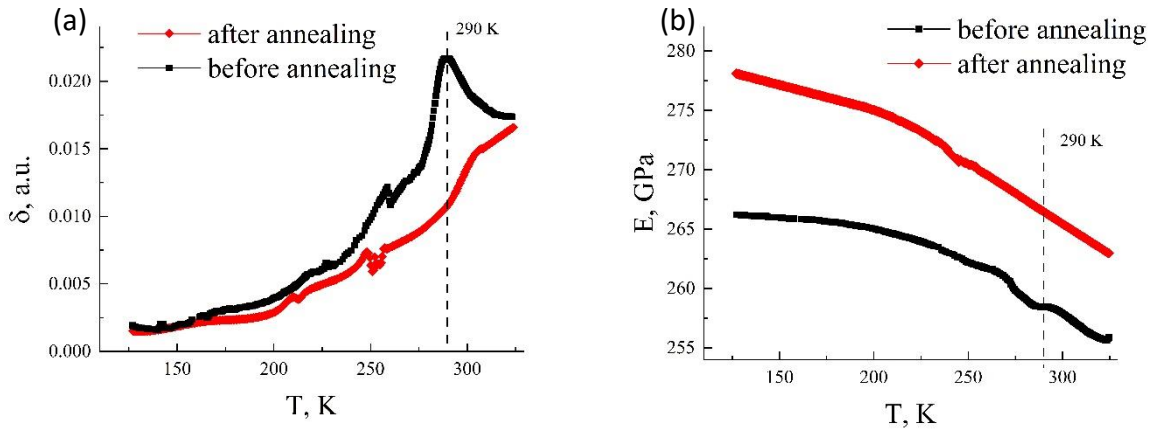 (a)
after annealing
before annealing
290 K
0.020
0.015
0.010
0.005
0.000
δ, a.u.
150 200 250 300
T, K
(b)
before annealing
after annealing
290 K
280
275
270
265
260
255
E, GPa
150 200 250 300
T, K